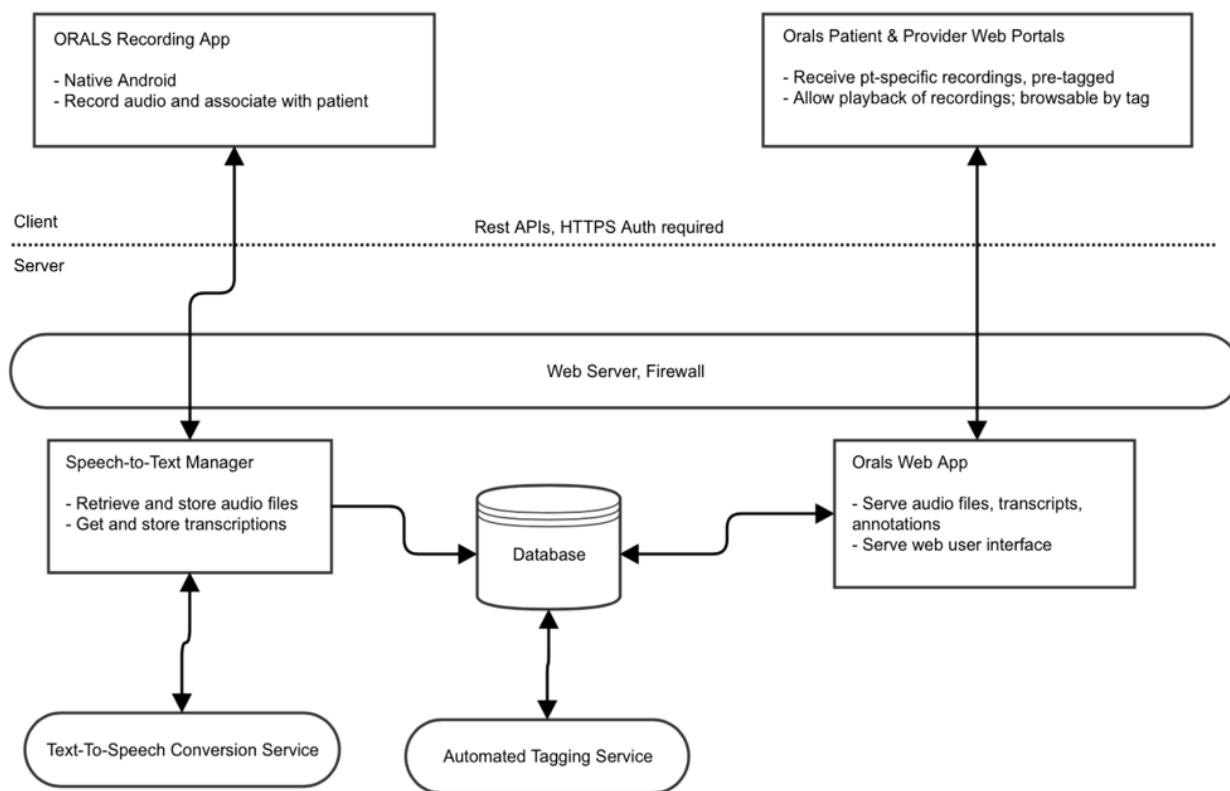 ORALS Recording App
- Native Android
- Record audio and associate with patient
Orals Patient & Provider Web Portals
- Receive pt-specific recordings, pre-tagged
- Allow playback of recordings; browsable by tag
Client
Rest APIs, HTTPS Auth required
Server
Web Server, Firewall
Speech-to-Text Manager
- Retrieve and store audio files
- Get and store transcriptions
Database
Orals Web App
- Serve audio files, transcripts,
annotations
- Serve web user interface
Text-To-Speech Conversion Service
Automated Tagging Service